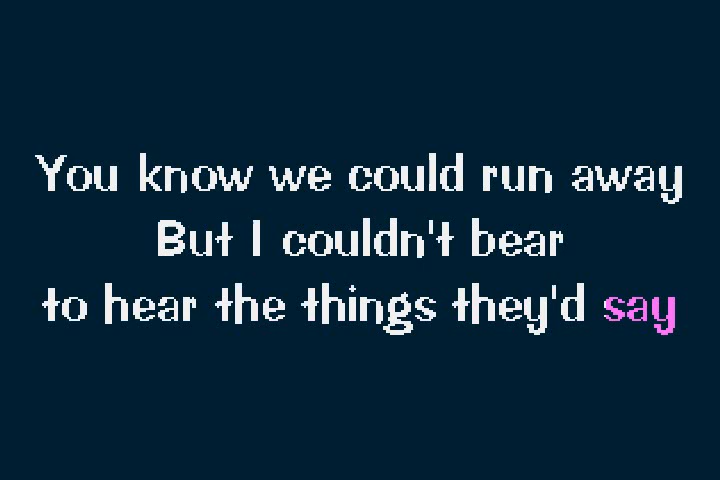 You know we could run away
But I couldn't bear
to hear the things they'd say